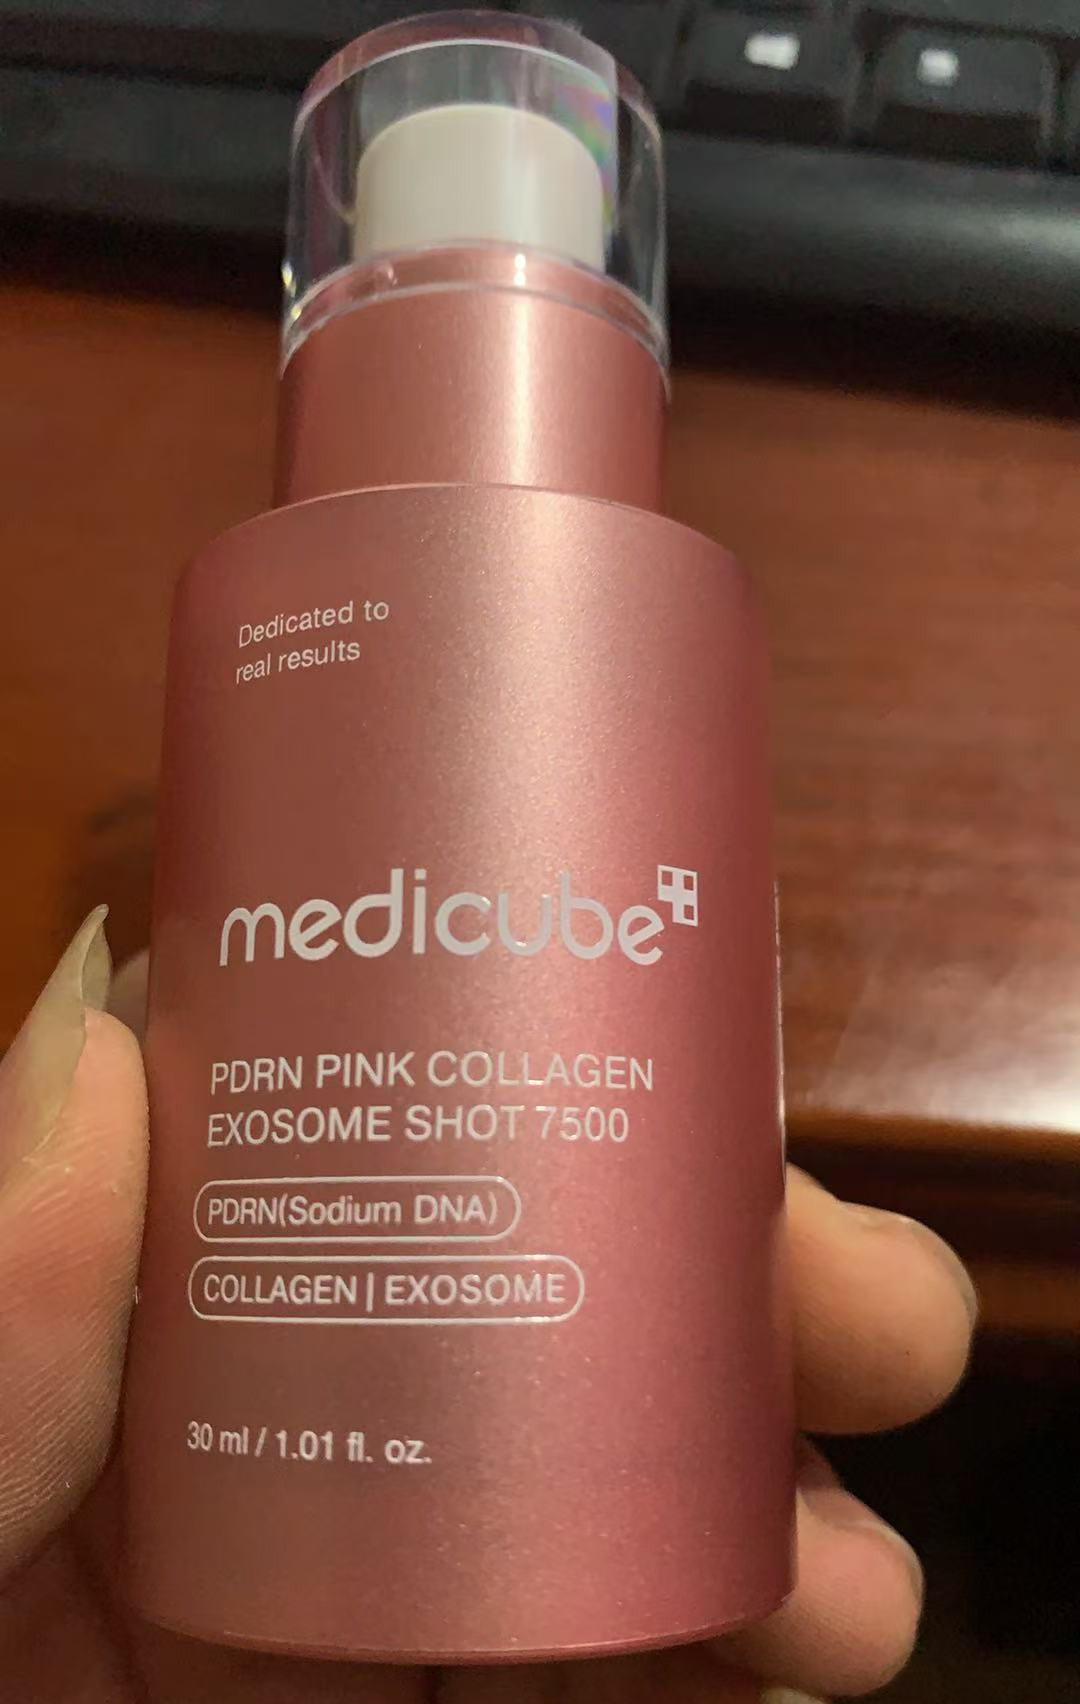 Dedicated to
real results
medicube
PDRN PINK COLLAGEN
EXOSOME SHOT 7500
PDRN(Sodium DNA)
COLLAGEN | EXOSOME
30 ml / 1.01 fl. oz.